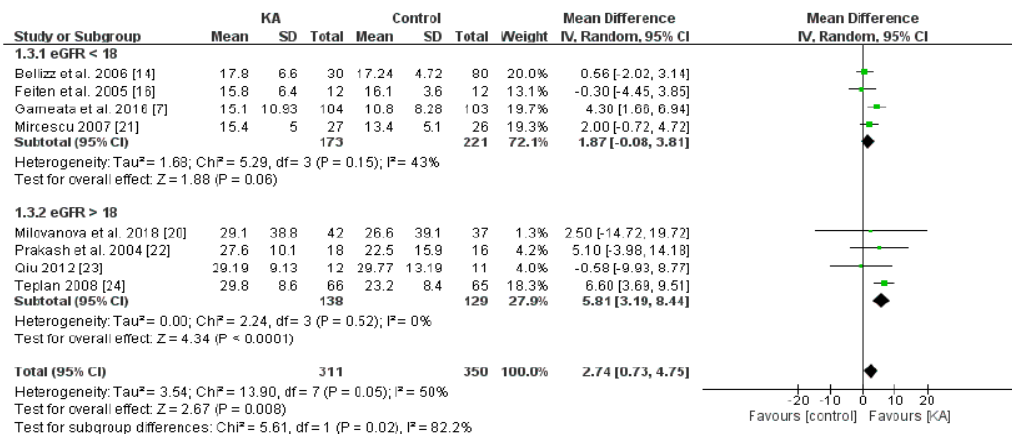 KA Control Mean Difference Mean Difference
Study or Subgroup Mean SD Total Mean SD Total Weight IV, Random, 95% CI IV, Random, 95% CI
1.3.1 eGFR < 18
Bellizz et al. 2006 [14] 17.8 6.6 30 17.24 4.72 80 20.0% 0.56 [-2.02, 3.14]
Feiten et al. 2005 [16] 15.8 6.4 12 16.1 3.6 12 13.1% -0.30 [-4.45, 3.85]
Garneata et al. 2016 [7] 15.1 10.93 104 10.8 8.28 103 19.7% 4.30 [1.66, 6.94]
Mircescu 2007 [21] 15.4 5 27 13.4 5.1 26 19.3% 2.00 [-0.72, 4.72]
Subtotal (95% CI) 173 221 72.1% 1.87 [-0.08, 3.81]
Heterogeneity: Tau² = 1.68; Chi² = 5.29, df = 3 (P = 0.15); I² = 43%
Test for overall effect: Z = 1.88 (P = 0.06)
1.3.2 eGFR > 18
Milovanova et al. 2018 [20] 29.1 38.8 42 26.6 39.1 37 1.3% 2.50 [-14.72, 19.72]
Prakash et al. 2004 [22] 27.6 10.1 18 22.5 15.9 16 4.2% 5.10 [-3.98, 14.18]
Qiu 2012 [23] 29.19 9.13 12 29.77 13.19 11 4.0% -0.58 [-9.93, 8.77]
Teplan 2008 [24] 29.8 8.6 66 23.2 8.4 65 18.3% 6.60 [3.69, 9.51]
Subtotal (95% CI) 138 129 27.9% 5.81 [3.19, 8.44]
Heterogeneity: Tau² = 0.00; Chi² = 2.24, df = 3 (P = 0.52); I² = 0%
Test for overall effect: Z = 4.34 (P < 0.0001)
Total (95% CI) 311 350 100.0% 2.74 [0.73, 4.75]
Heterogeneity: Tau² = 3.54; Chi² = 13.90, df = 7 (P = 0.05); I² = 50%
Test for overall effect: Z = 2.67 (P = 0.008)
Test for subgroup differences: Chi² = 5.61, df = 1 (P = 0.02), I² = 82.2%
-20 -10 0 10 20
Favours [control] Favours [KA]